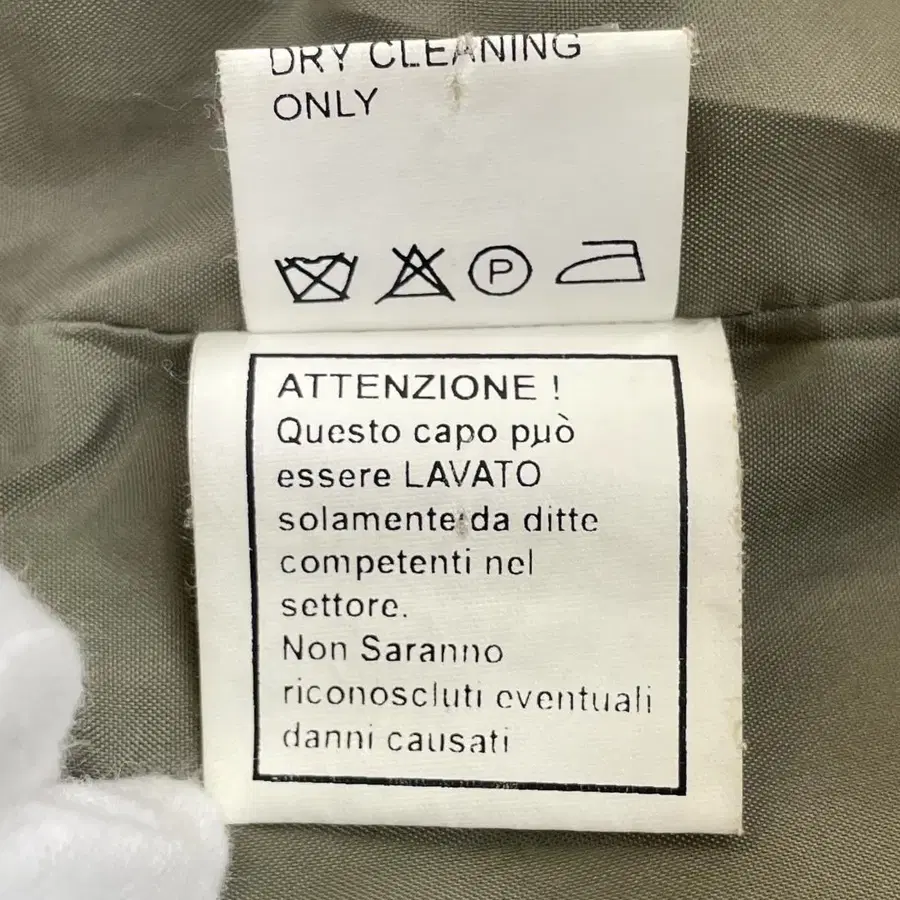 DRY CLEANING
ONLY
P
ATTENZIONE !
Questo capo può
essere LAVATO
solamente da ditte
competenti nel
settore.
Non Saranno
riconoscluti eventuali
danni causati